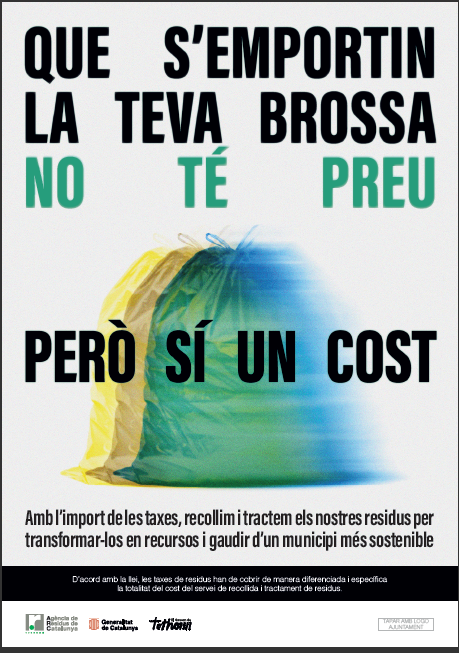 QUE S'EMPORTIN
LA TEVA BROSSA
NO TÉ PREU
PERÒ SÍ UN COST
Amb l'import de les taxes, recollim i tractem els nostres residus per
transformar-los en recursos i gaudir d'un municipi més sostenible
D'acord amb la llei, les taxes de residus han de cobrir de manera diferenciada i específica
la totalitat del cost del servei de recollida i tractament de residus.
Agència de
Residus de
Catalunya
Generalitat
de Catalunya
Tothom
TAPAR AMB LOGO
AJUNTAMENT